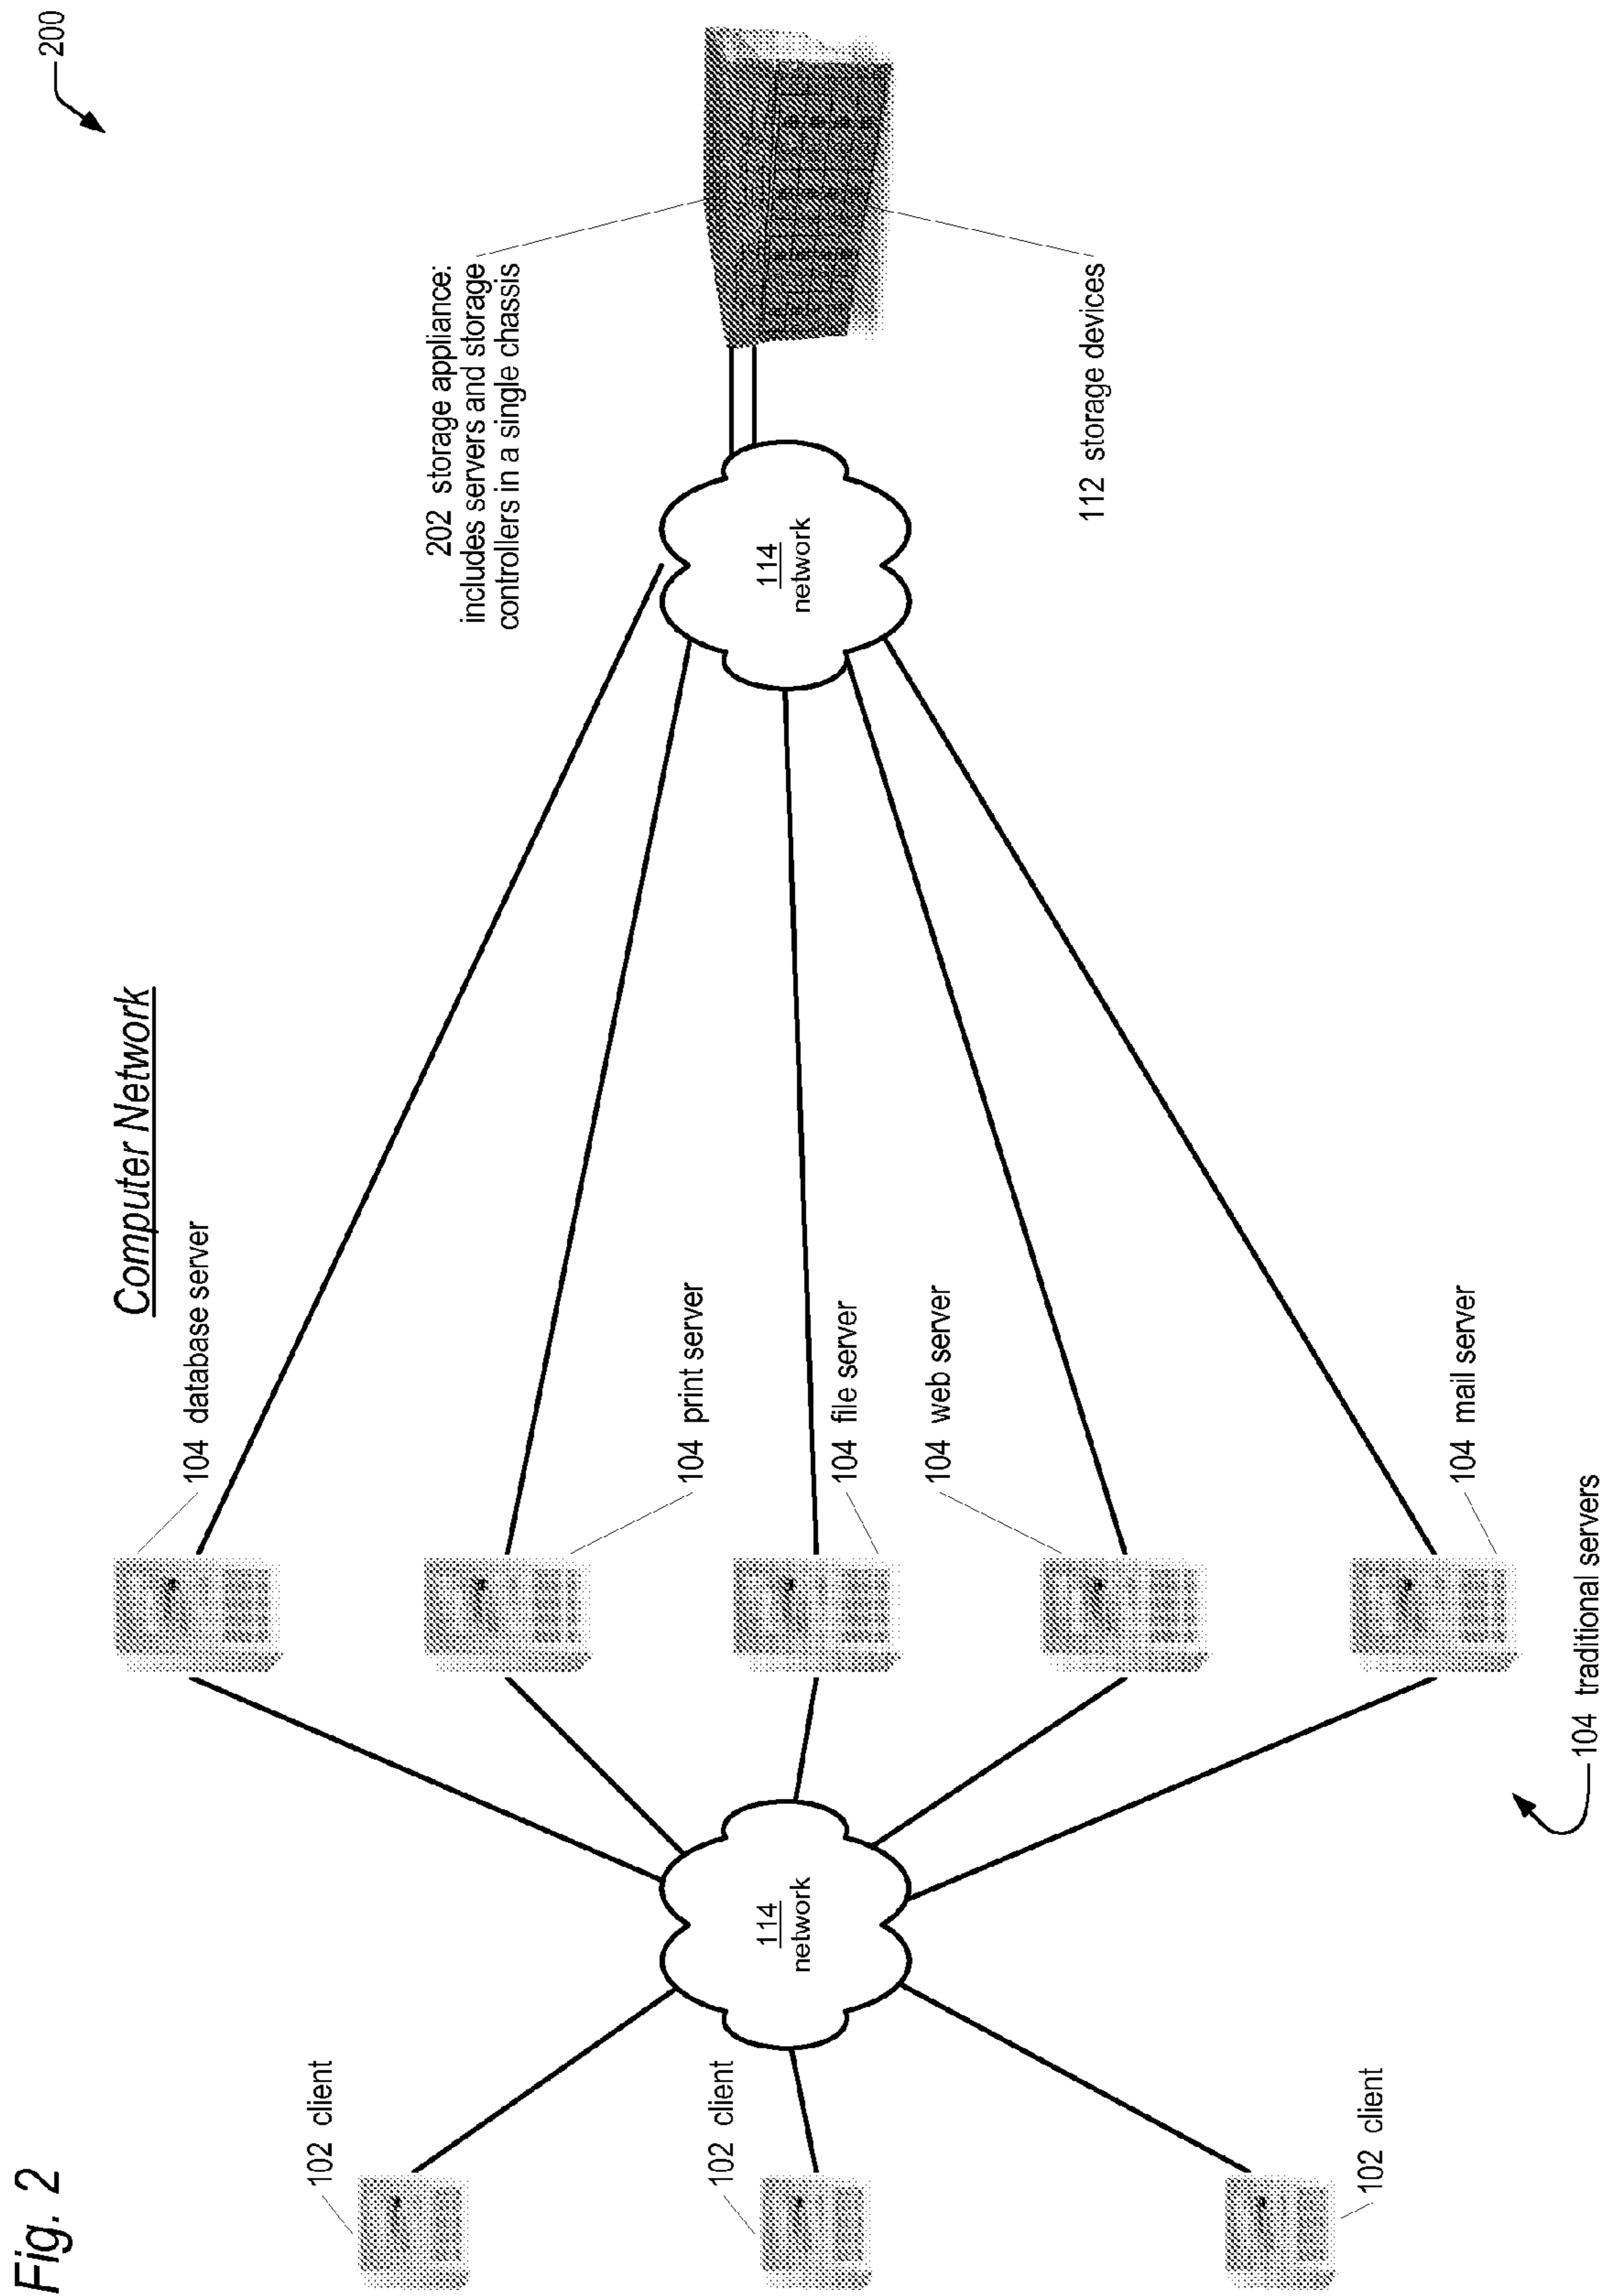 Fig. 2
Computer Network
200
102 client
102 client
102 client
114
network
104 database server
104 print server
104 file server
104 web server
104 mail server
104 traditional servers
114
network
202 storage appliance:
includes servers and storage
controllers in a single chassis
112 storage devices